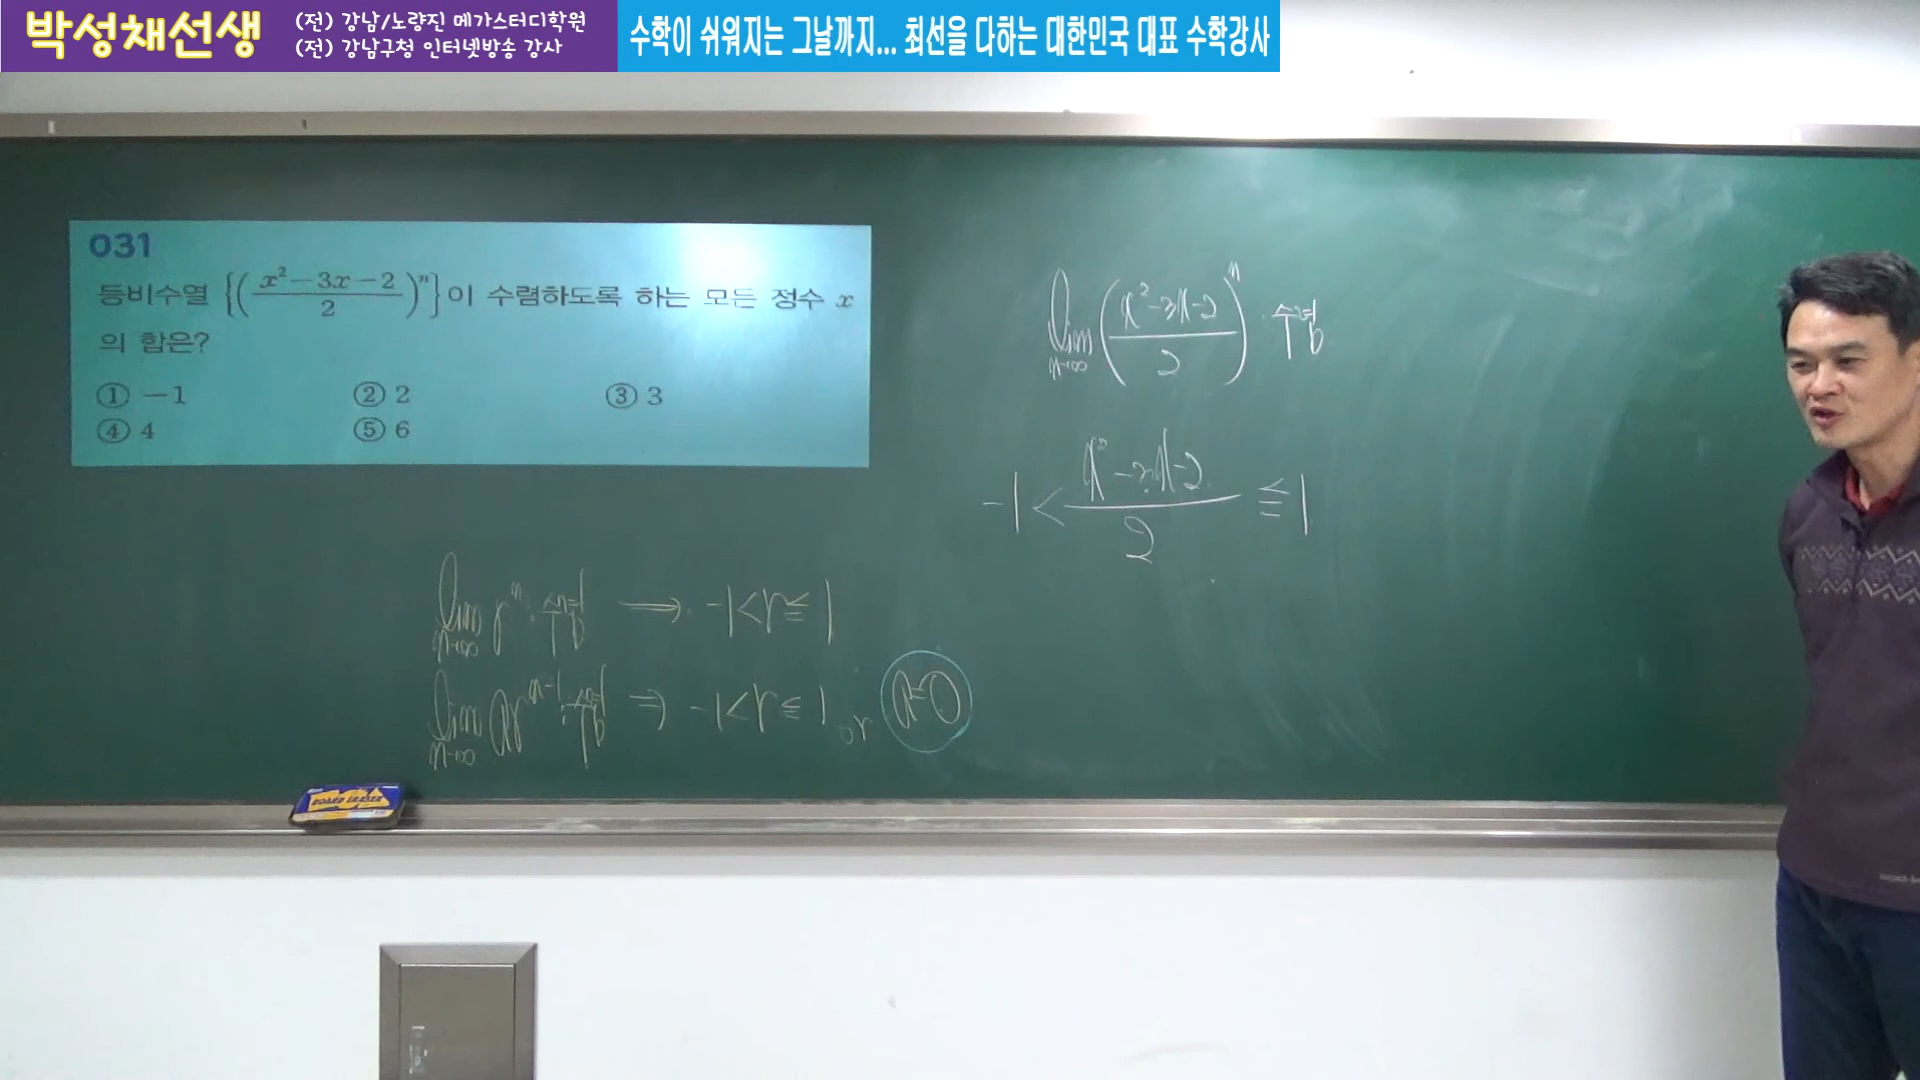 박성채선생
(전) 강남/노량진 메가스터디학원
(전) 강남구청 인터넷방송 강사
수학이 쉬워지는 그날까지... 최선을 다하는 대한민국 대표 수학강사
031
등비수열 {((x²−3x−2)/2)ⁿ}이 수렴하도록 하는 모든 정수 x
의 합은?
① −1 ② 2 ③ 3
④ 4 ⑤ 6
lim n→∞ ((x²−3x−2)/2)ⁿ 수렴
−1 < (x²−3x−2)/2 ≦ 1
lim n→∞ rⁿ 수렴 → −1<r≦1
lim n→∞ arⁿ⁻¹ 수렴 ⇒ −1<r≦1 or a=0
BOARD ERASER